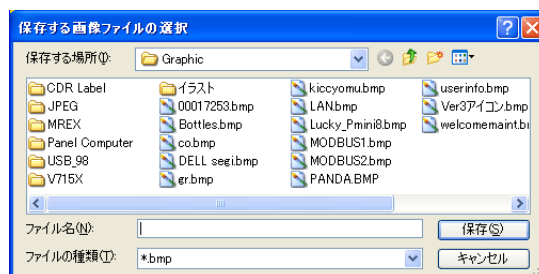 保存する画像ファイルの選択
保存する場所(I):
Graphic
CDR Label
JPEG
MREX
Panel Computer
USB_98
V715X
イラスト
00017253.bmp
Bottles.bmp
co.bmp
DELL segi.bmp
gr.bmp
kiccyomu.bmp
LAN.bmp
Lucky_Pmini8.bmp
MODBUS1.bmp
MODBUS2.bmp
PANDA.BMP
userinfo.bmp
Ver3アイコン.bmp
welcomemaint.b
ファイル名(N):
保存(S)
ファイルの種類(T):
*.bmp
キャンセル